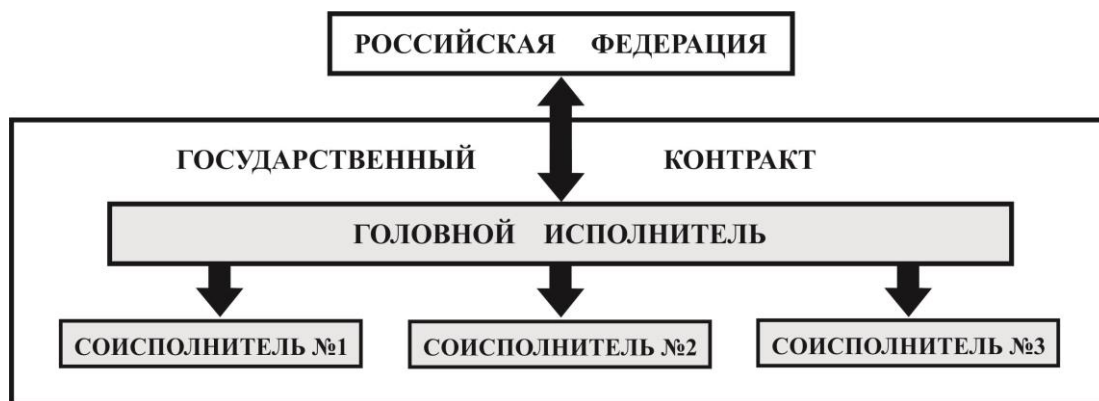 РОССИЙСКАЯ ФЕДЕРАЦИЯ
ГОСУДАРСТВЕННЫЙ КОНТРАКТ
ГОЛОВНОЙ ИСПОЛНИТЕЛЬ
СОИСПОЛНИТЕЛЬ №1 СОИСПОЛНИТЕЛЬ №2 СОИСПОЛНИТЕЛЬ №3